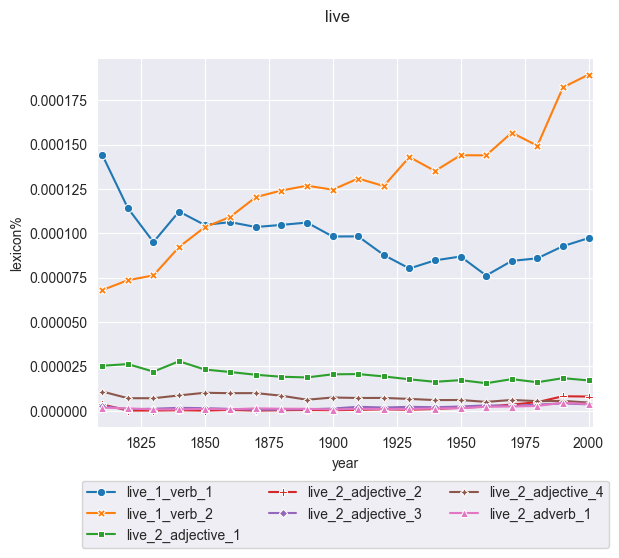 live
0.000175
0.000150
0.000125
0.000100
0.000075
0.000050
0.000025
0.000000
lexicon%
1825 1850 1875 1900 1925 1950 1975 2000
year
live_1_verb_1 live_2_adjective_2 live_2_adjective_4
live_1_verb_2 live_2_adjective_3 live_2_adverb_1
live_2_adjective_1